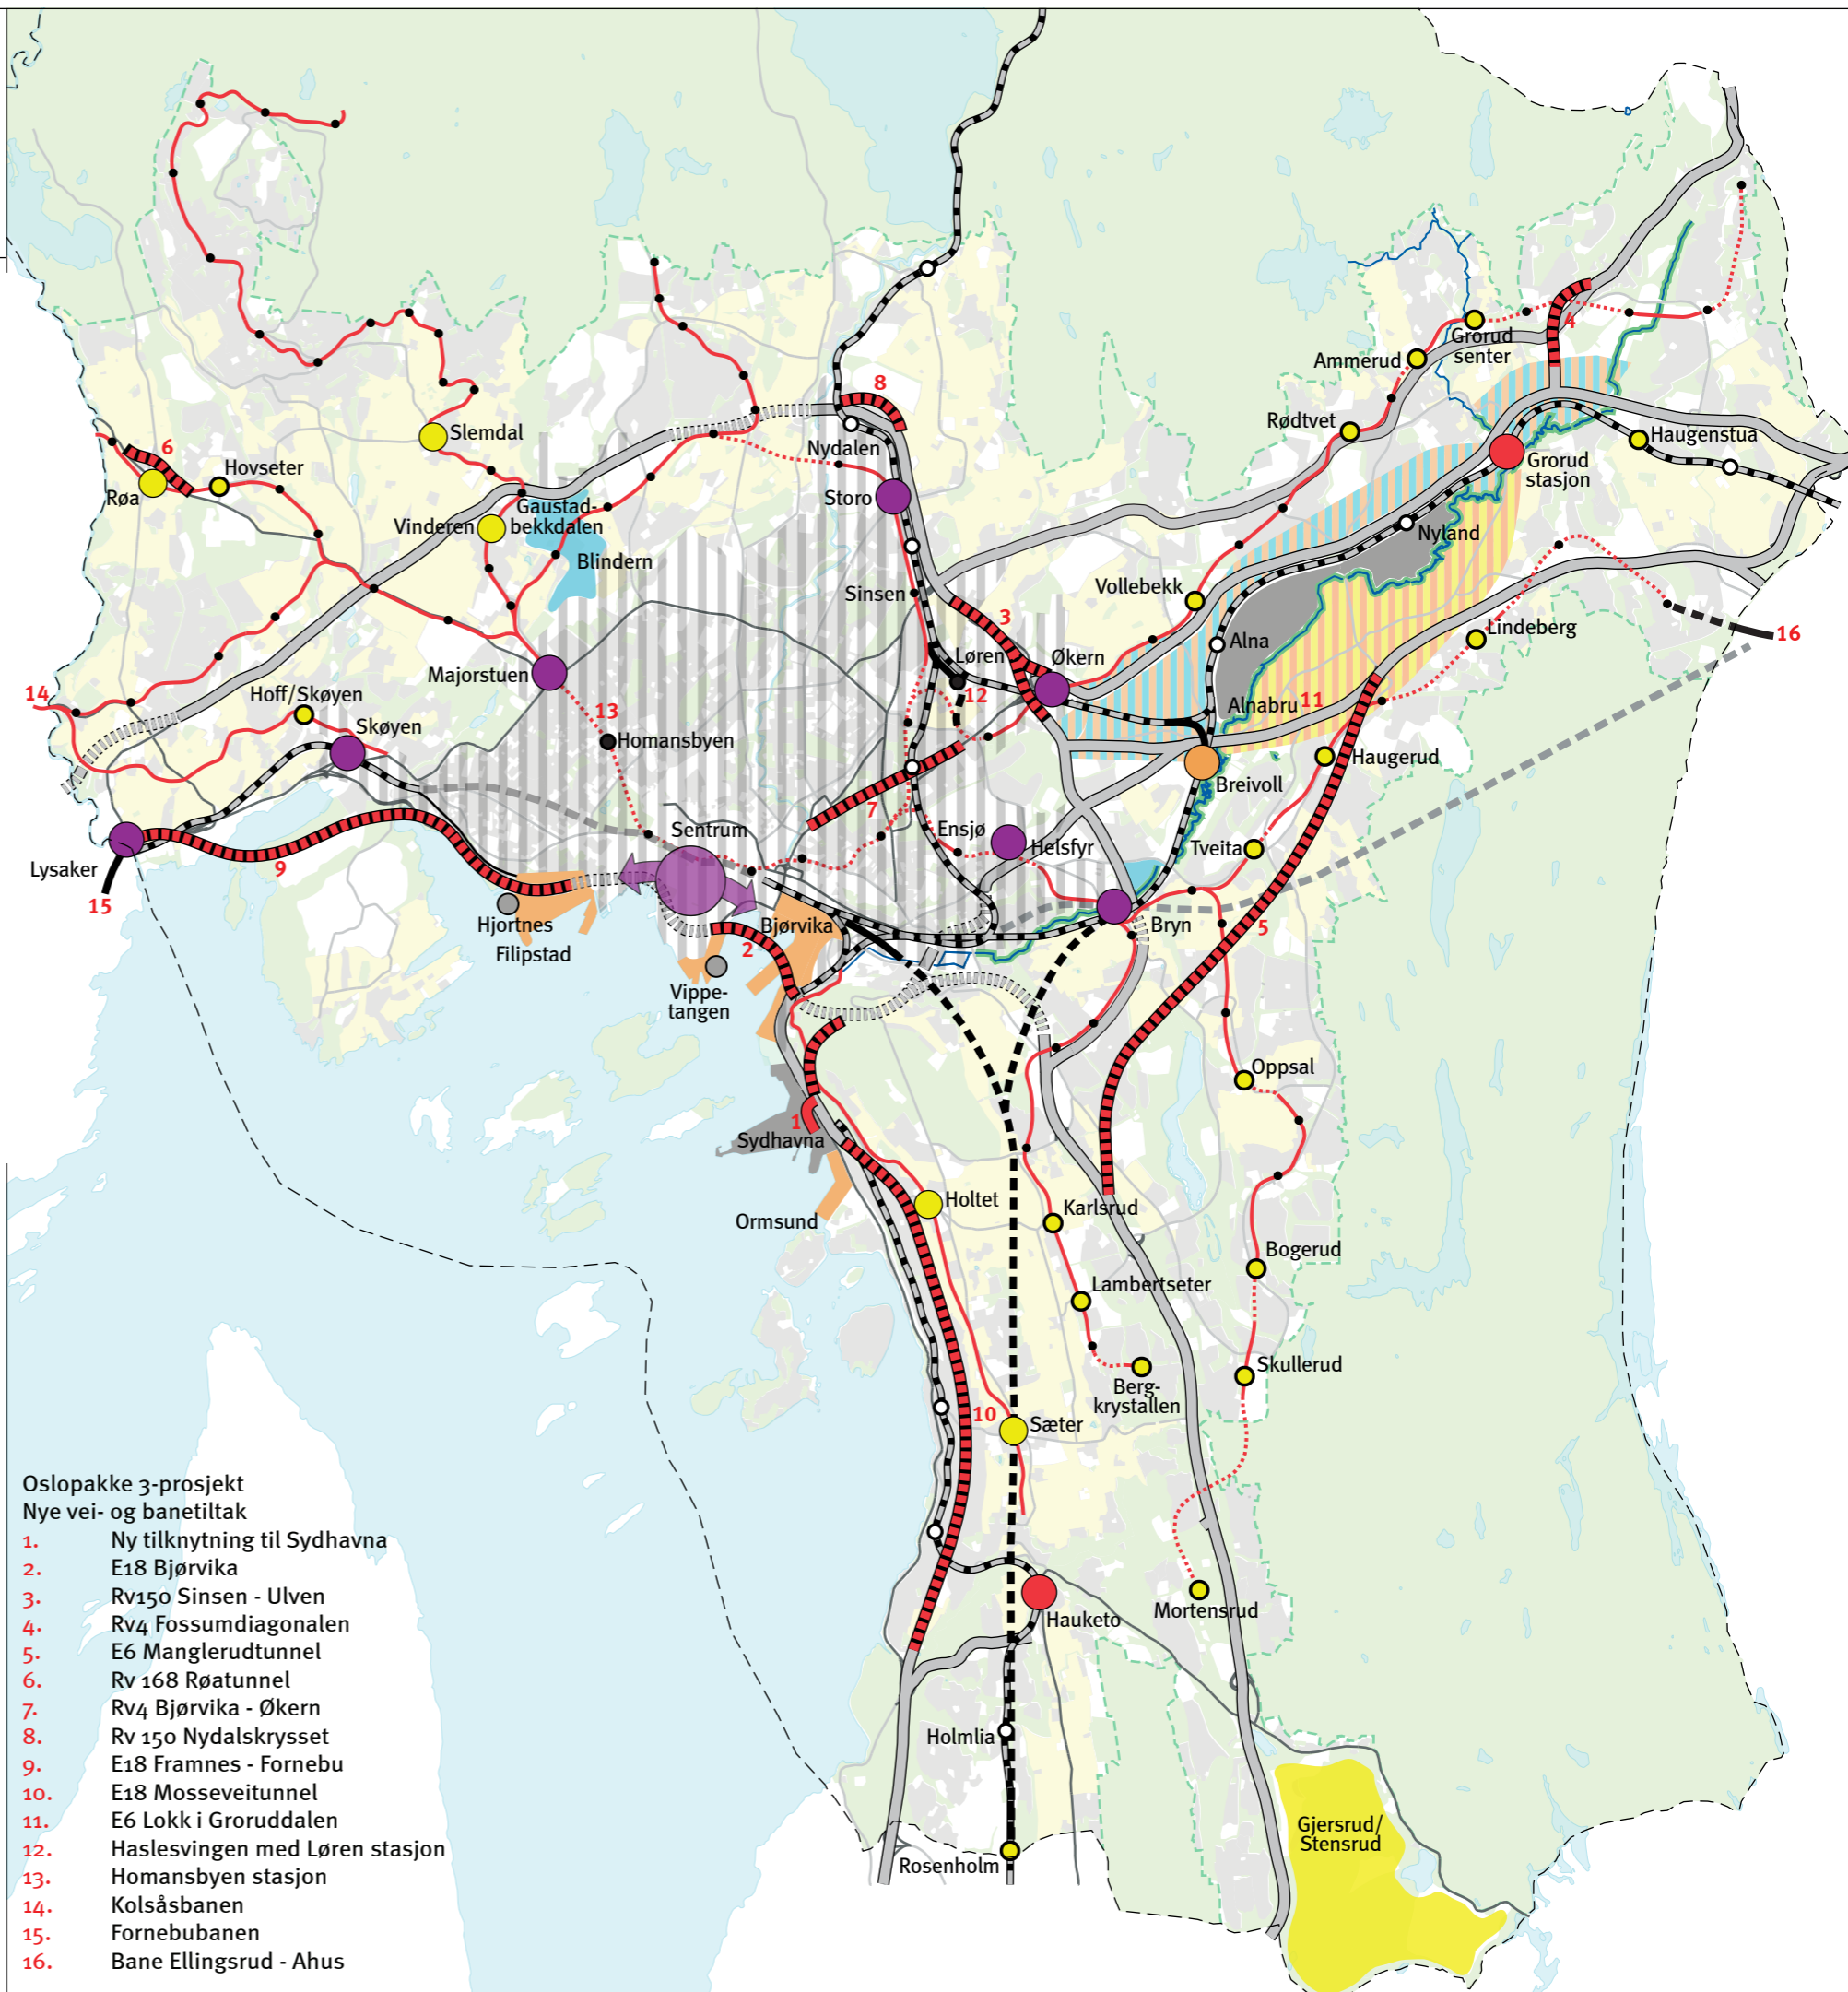 4
Grorud
senter
Ammerud
8
Rødtvet
Slemdal
Haugenstua
6
Nydalen
Hovseter
Grorud
stasjon
Røa
Storo
Gaustad-
bekkdalen
Vinderen
Nyland
Blindern
Vollebekk
Sinsen
3
Lindeberg
16
Alna
Løren
Økern
Majorstuen
14
Hoff/Skøyen
12
11
Alnabru
13
Skøyen
Homansbyen
Haugerud
Breivoll
7
Sentrum
Ensjø
Helsfyr
Tveita
Lysaker
9
15
Hjortnes
Bjørvika
Bryn
5
Filipstad
2
Vippe-
tangen
Oppsal
1
Sydhavna
Holtet
Karlsrud
Ormsund
Bogerud
Lambertseter
Skullerud
Berg-
krystallen
10
Sæter
Mortensrud
Hauketo
Holmlia
Gjersrud/
Stensrud
Rosenholm
Oslopakke 3-prosjekt
Nye vei- og banetiltak
1. Ny tilknytning til Sydhavna
2. E18 Bjørvika
3. Rv150 Sinsen - Ulven
4. Rv4 Fossumdiagonalen
5. E6 Manglerudtunnel
6. Rv 168 Røatunnel
7. Rv4 Bjørvika - Økern
8. Rv 150 Nydalskrysset
9. E18 Framnes - Fornebu
10. E18 Mosseveitunnel
11. E6 Lokk i Groruddalen
12. Haslesvingen med Løren stasjon
13. Homansbyen stasjon
14. Kolsåsbanen
15. Fornebubanen
16. Bane Ellingsrud - Ahus